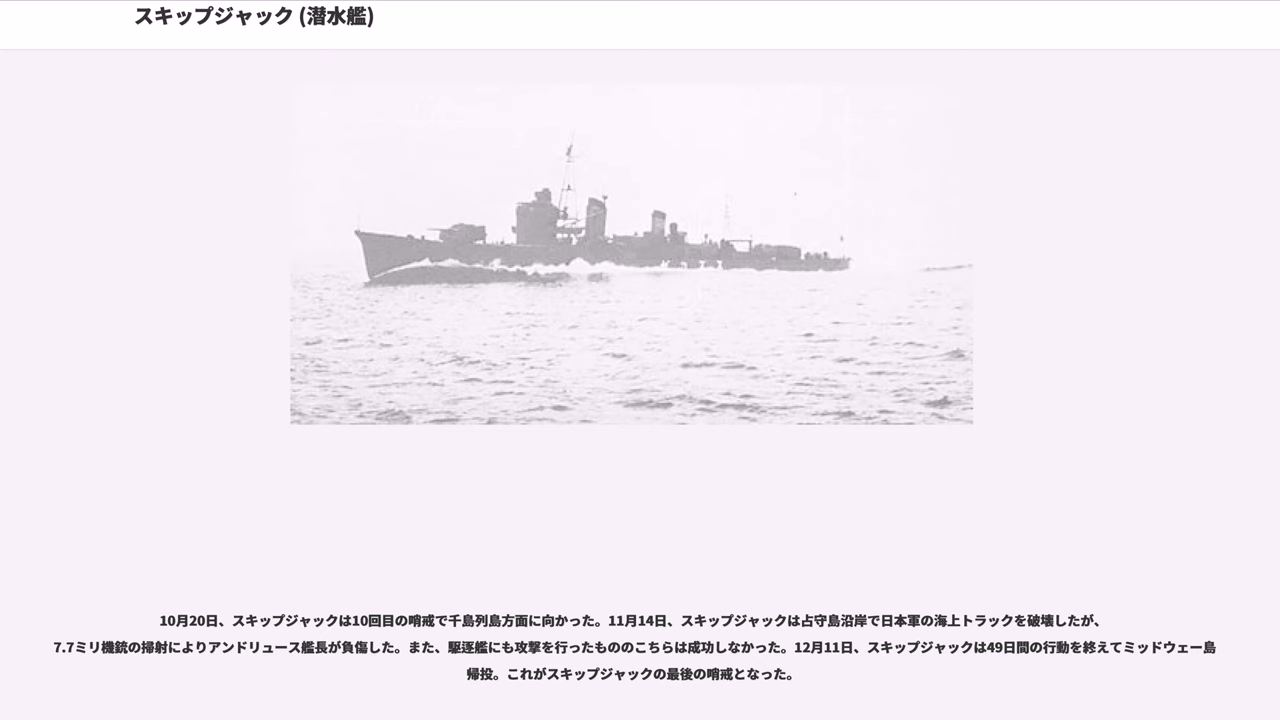 スキップジャック (潜水艦)
10月20日、スキップジャックは10回目の哨戒で千島列島方面に向かった。11月14日、スキップジャックは占守島沿岸で日本軍の海上トラックを破壊したが、
7.7ミリ機銃の掃射によりアンドリュース艦長が負傷した。また、駆逐艦にも攻撃を行ったもののこちらは成功しなかった。12月11日、スキップジャックは49日間の行動を終えてミッドウェー島
帰投。これがスキップジャックの最後の哨戒となった。